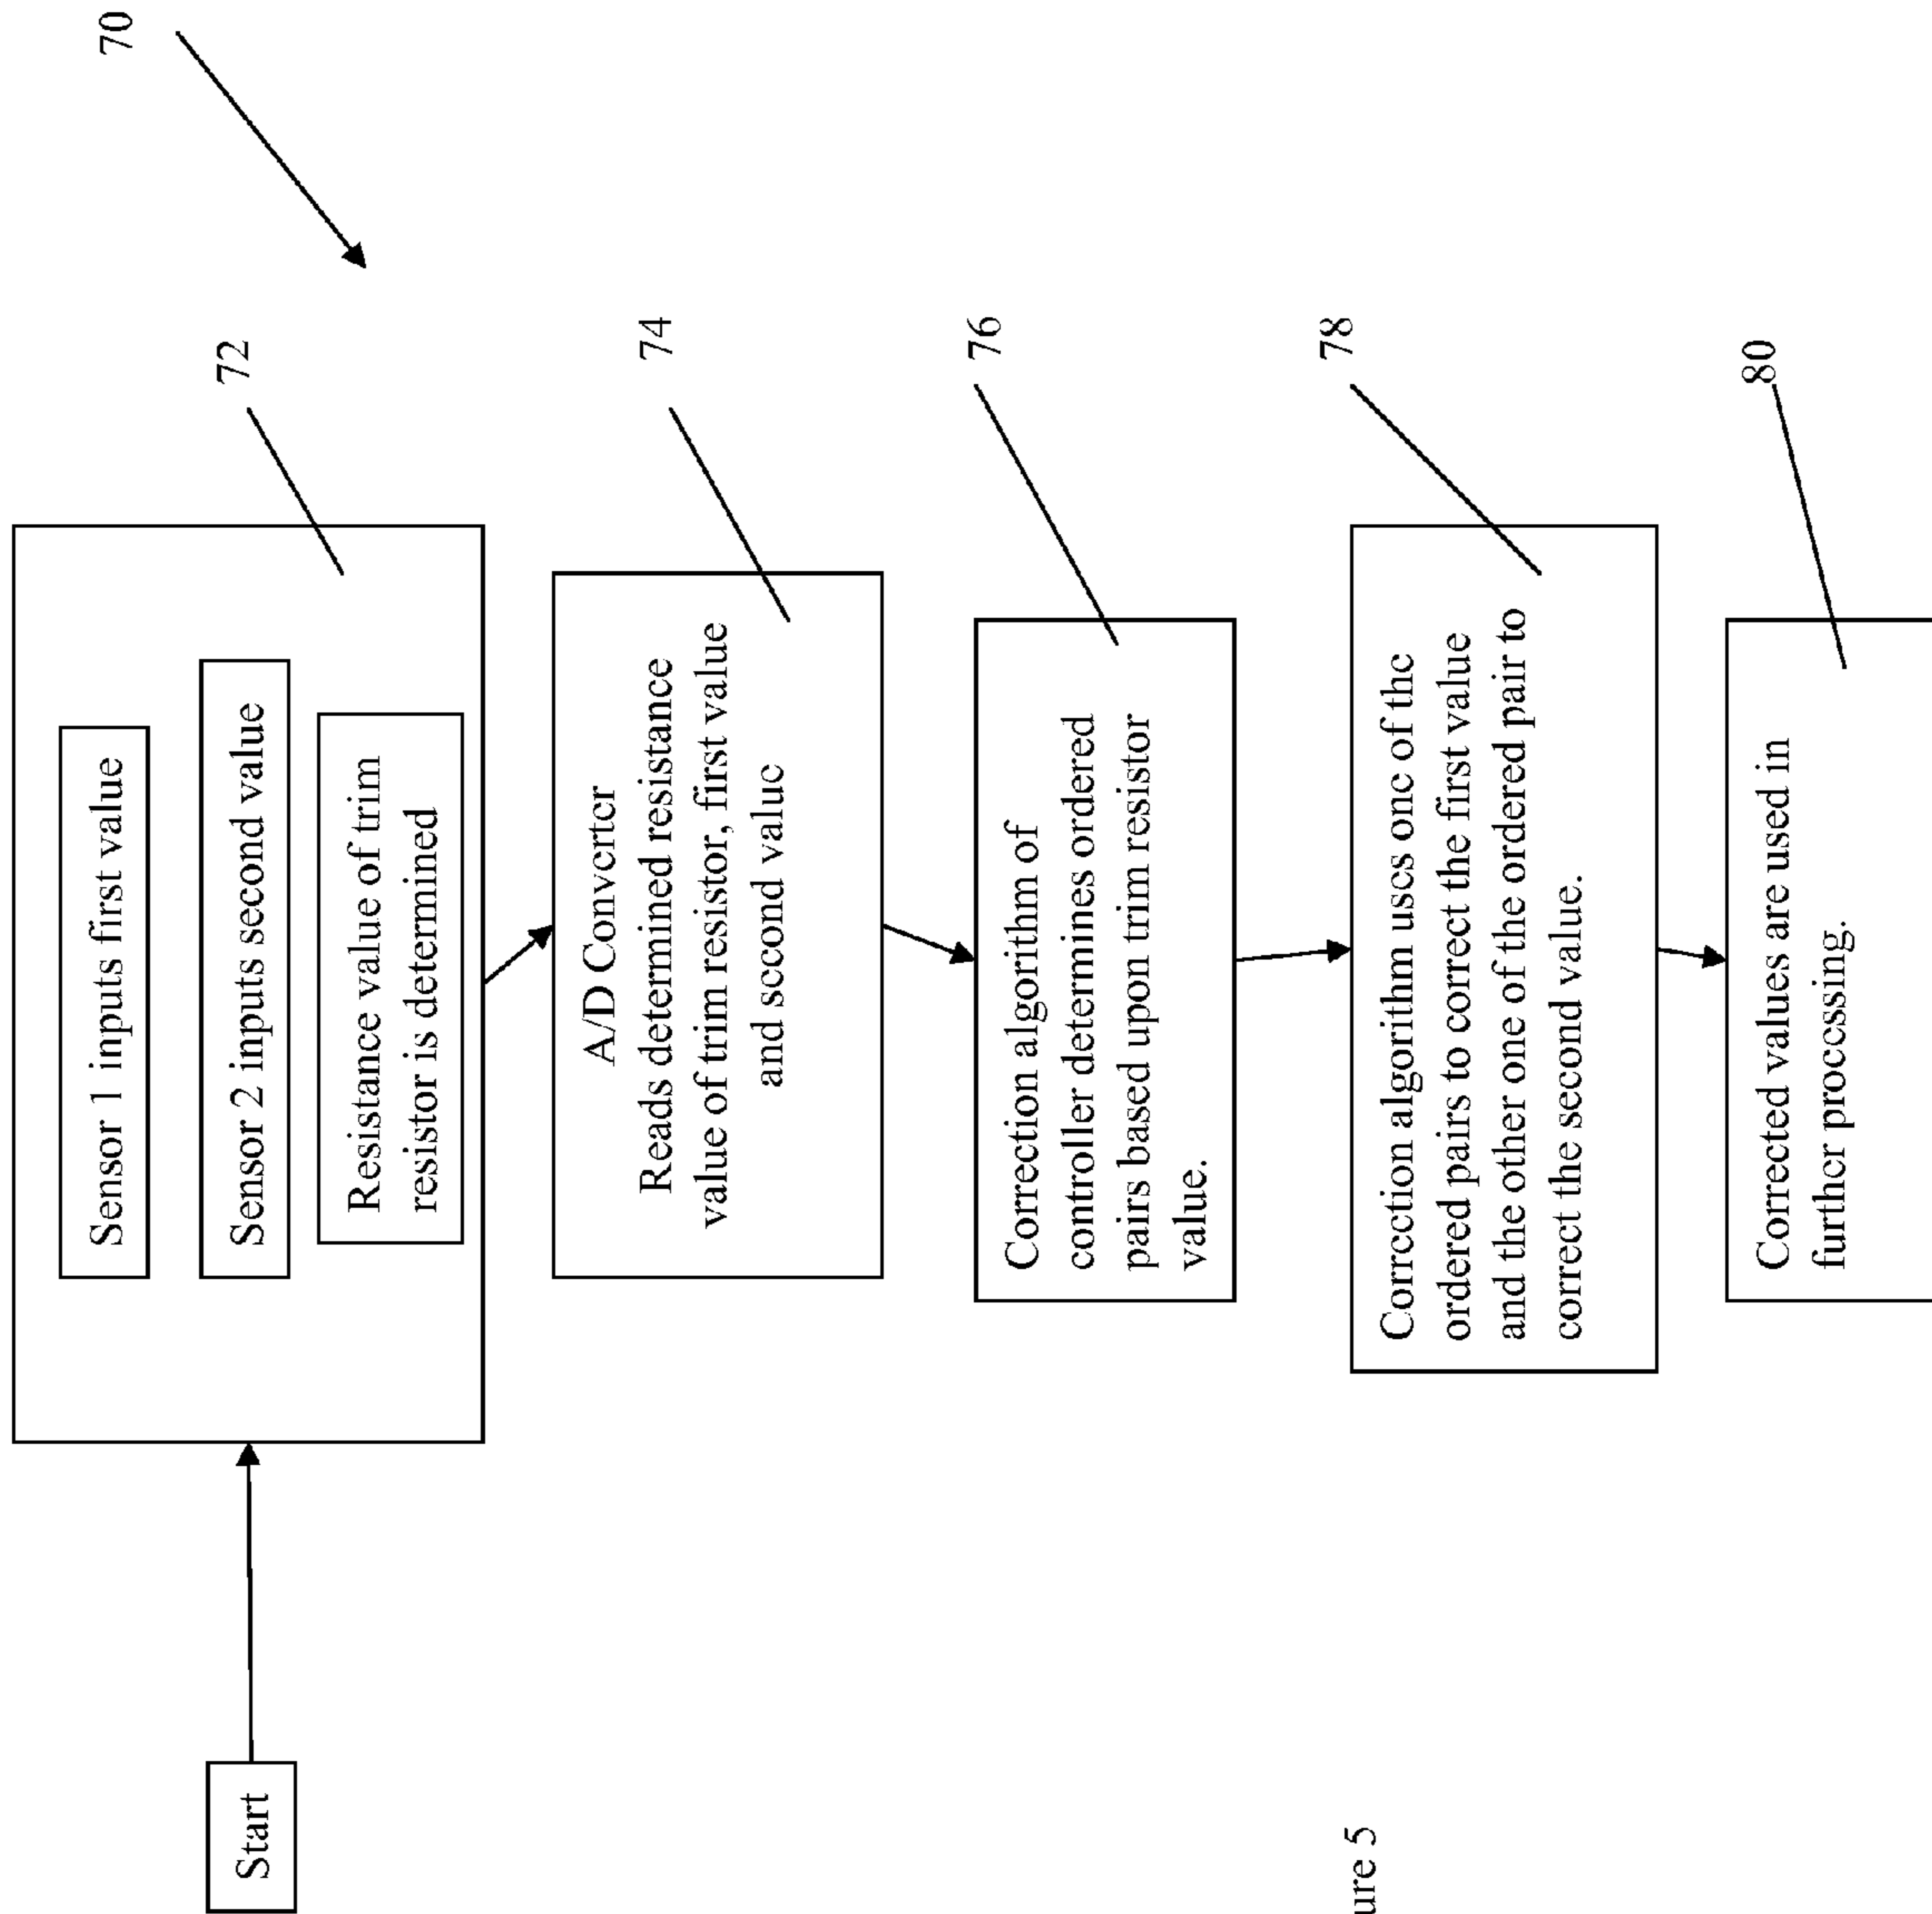 70
Sensor 1 inputs first value
Start
Sensor 2 inputs second value
72
Resistance value of trim
resistor is determined
A/D Converter
Reads determined resistance
value of trim resistor, first value
and second value
74
Correction algorithm of
controller determines ordered
pairs based upon trim resistor
value.
76
Correction algorithm uses one of the
ordered pairs to correct the first value
and the other one of the ordered pair to
correct the second value.
78
Corrected values are used in
further processing.
80
ure 5